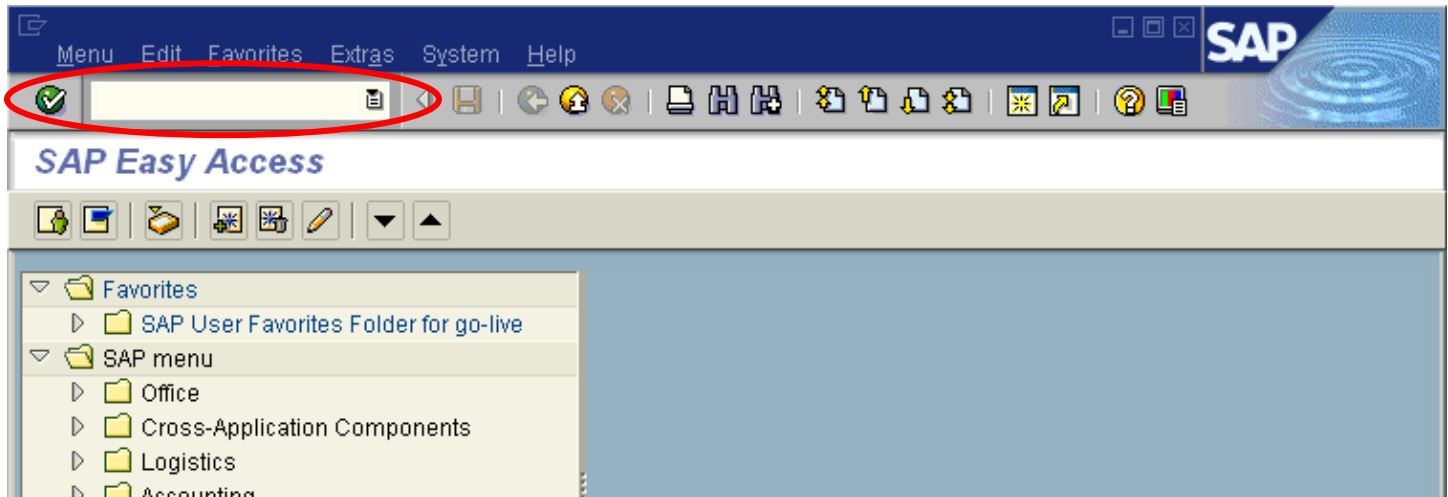 SAP
Menu Edit Favorites Extras System Help
SAP Easy Access
Favorites
SAP User Favorites Folder for go-live
SAP menu
Office
Cross-Application Components
Logistics
Accounting